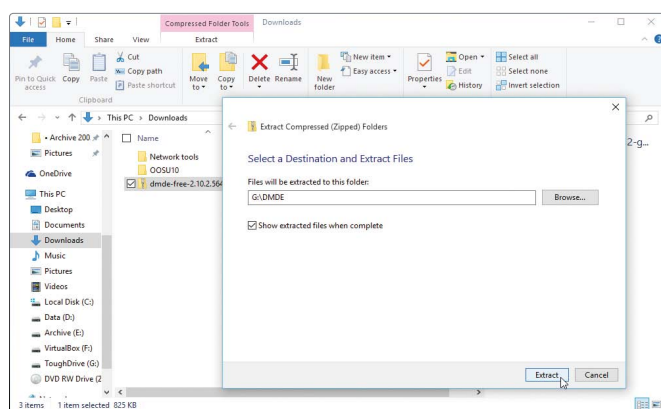 Compressed Folder Tools Downloads
File Home Share View Extract
Pin to Quick access
Copy
Paste
Cut
Copy path
Paste shortcut
Clipboard
Move to
Copy to
Delete
Rename
New folder
New item
Easy access
Properties
Open
Edit
History
Select all
Select none
Invert selection
This PC > Downloads
Archive 200
Pictures
OneDrive
This PC
Desktop
Documents
Downloads
Music
Pictures
Videos
Local Disk (C:)
Data (D:)
Archive (E:)
VirtualBox (F:)
ToughDrive (G:)
DVD RW Drive (Z
Name
Network tools
OOSU10
dmde-free-2.10.2.564
2-g...
Extract Compressed (Zipped) Folders
Select a Destination and Extract Files
Files will be extracted to this folder:
G:\DMDE
Browse...
Show extracted files when complete
Extract Cancel
3 items 1 item selected 825 KB